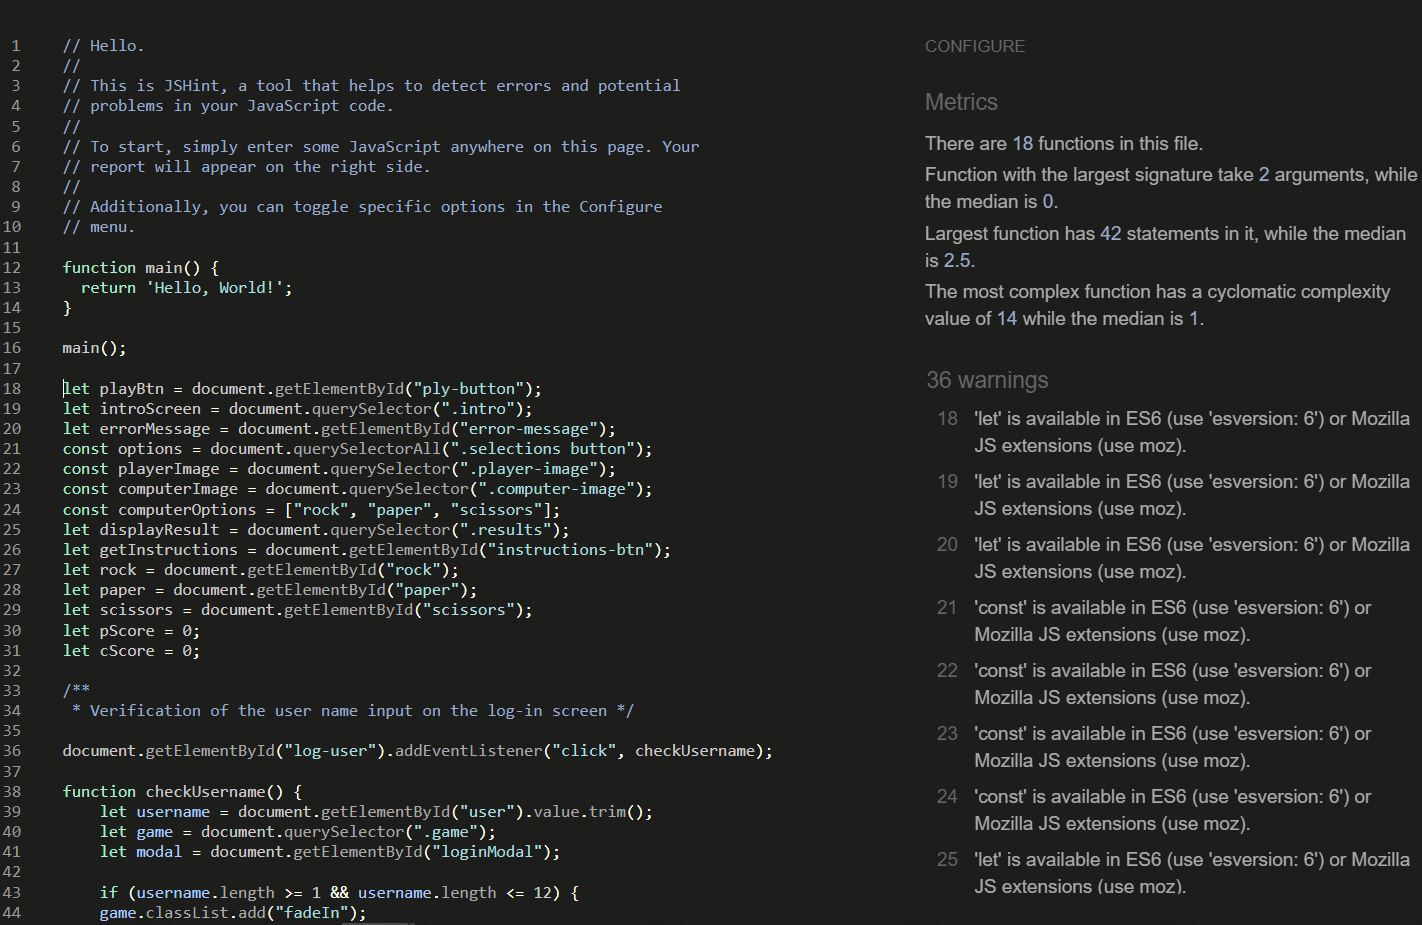 1 // Hello.
2 //
3 // This is JSHint, a tool that helps to detect errors and potential
4 // problems in your JavaScript code.
5 //
6 // To start, simply enter some JavaScript anywhere on this page. Your
7 // report will appear on the right side.
8 //
9 // Additionally, you can toggle specific options in the Configure
10 // menu.
11
12 function main() {
13 return 'Hello, World!';
14 }
15
16 main();
17
18 let playBtn = document.getElementById("ply-button");
19 let introScreen = document.querySelector(".intro");
20 let errorMessage = document.getElementById("error-message");
21 const options = document.querySelectorAll(".selections button");
22 const playerImage = document.querySelector(".player-image");
23 const computerImage = document.querySelector(".computer-image");
24 const computerOptions = ["rock", "paper", "scissors"];
25 let displayResult = document.querySelector(".results");
26 let getInstructions = document.getElementById("instructions-btn");
27 let rock = document.getElementById("rock");
28 let paper = document.getElementById("paper");
29 let scissors = document.getElementById("scissors");
30 let pScore = 0;
31 let cScore = 0;
32
33 /**
34 * Verification of the user name input on the log-in screen */
35
36 document.getElementById("log-user").addEventListener("click", checkUsername);
37
38 function checkUsername() {
39 let username = document.getElementById("user").value.trim();
40 let game = document.querySelector(".game");
41 let modal = document.getElementById("loginModal");
42
43 if (username.length >= 1 && username.length <= 12) {
44 game.classList.add("fadeIn");
CONFIGURE
Metrics
There are 18 functions in this file.
Function with the largest signature take 2 arguments, while
the median is 0.
Largest function has 42 statements in it, while the median
is 2.5.
The most complex function has a cyclomatic complexity
value of 14 while the median is 1.
36 warnings
18 'let' is available in ES6 (use 'esversion: 6') or Mozilla
JS extensions (use moz).
19 'let' is available in ES6 (use 'esversion: 6') or Mozilla
JS extensions (use moz).
20 'let' is available in ES6 (use 'esversion: 6') or Mozilla
JS extensions (use moz).
21 'const' is available in ES6 (use 'esversion: 6') or
Mozilla JS extensions (use moz).
22 'const' is available in ES6 (use 'esversion: 6') or
Mozilla JS extensions (use moz).
23 'const' is available in ES6 (use 'esversion: 6') or
Mozilla JS extensions (use moz).
24 'const' is available in ES6 (use 'esversion: 6') or
Mozilla JS extensions (use moz).
25 'let' is available in ES6 (use 'esversion: 6') or Mozilla
JS extensions (use moz).